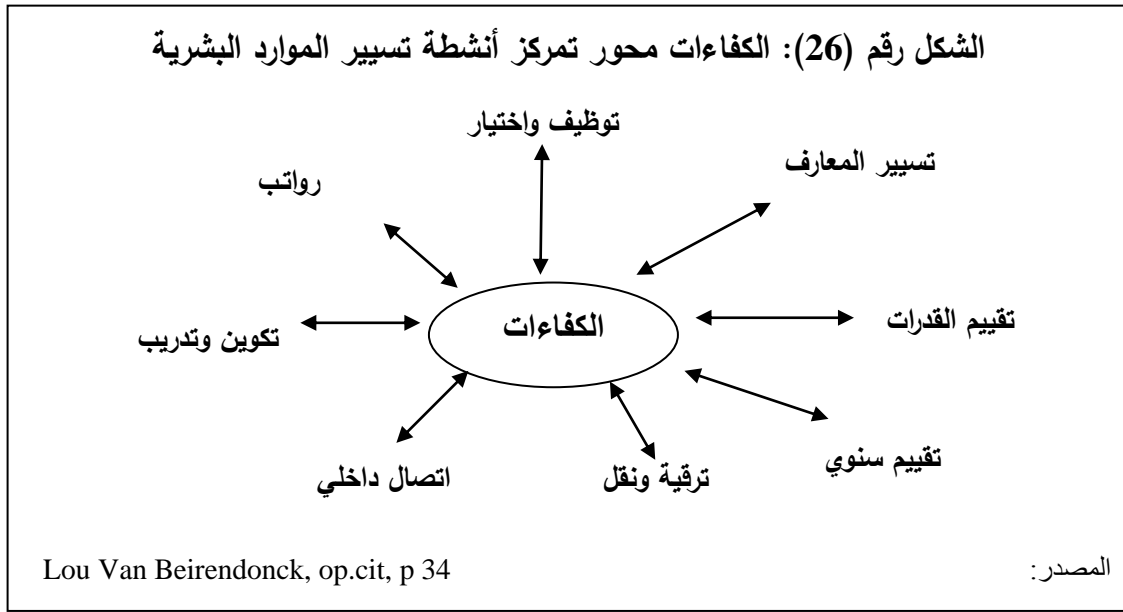 الشكل رقم (26): الكفاءات محور تمركز أنشطة تسيير الموارد البشرية
توظيف واختيار
تسيير المعارف
رواتب
الكفاءات
تقييم القدرات
تكوين وتدريب
تقييم سنوي
ترقية ونقل
اتصال داخلي
المصدر: Lou Van Beirendonck, op.cit, p 34